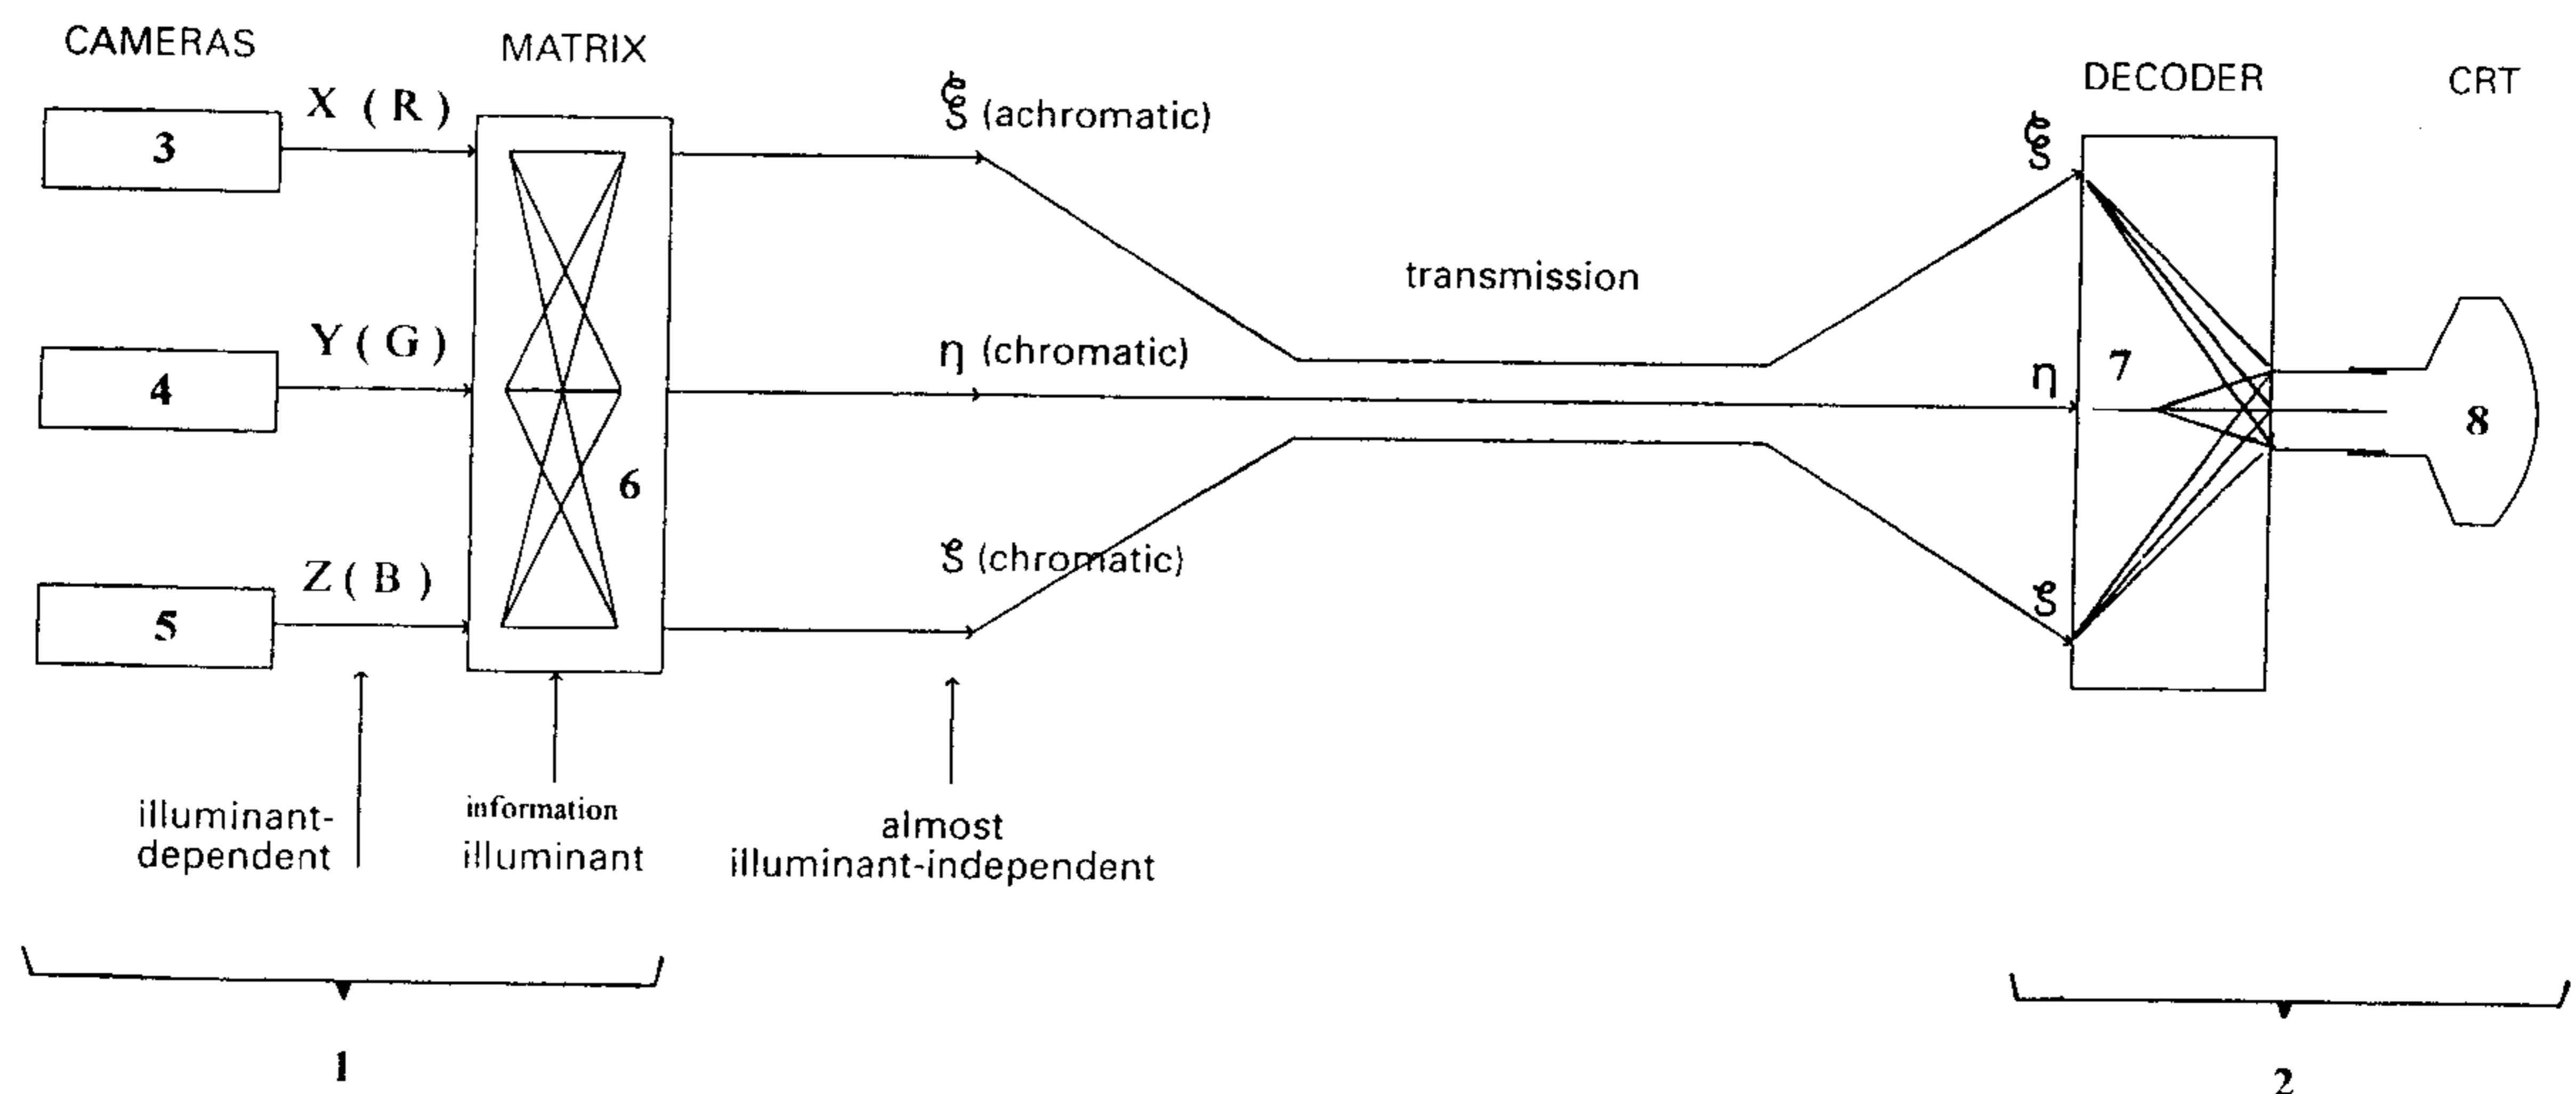 CAMERAS
MATRIX
DECODER
CRT
X (R)
ξ (achromatic)
ξ
3
transmission
Y(G)
η (chromatic)
η
7
4
8
6
Z(B)
ζ (chromatic)
ζ
5
illuminant-
dependent
information
illuminant
almost
illuminant-independent
1
2